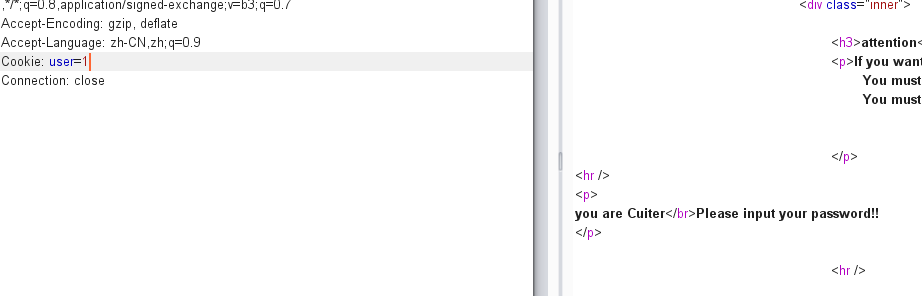 ,*/*;q=0.8,application/signed-exchange;v=b3;q=0.7
Accept-Encoding: gzip, deflate
Accept-Language: zh-CN,zh;q=0.9
Cookie: user=1
Connection: close
<div class="inner">
<h3>attention<
<p>If you want
You must
You must
</p>
<hr />
<p>
you are Cuiter</br>Please input your password!!
</p>
<hr />